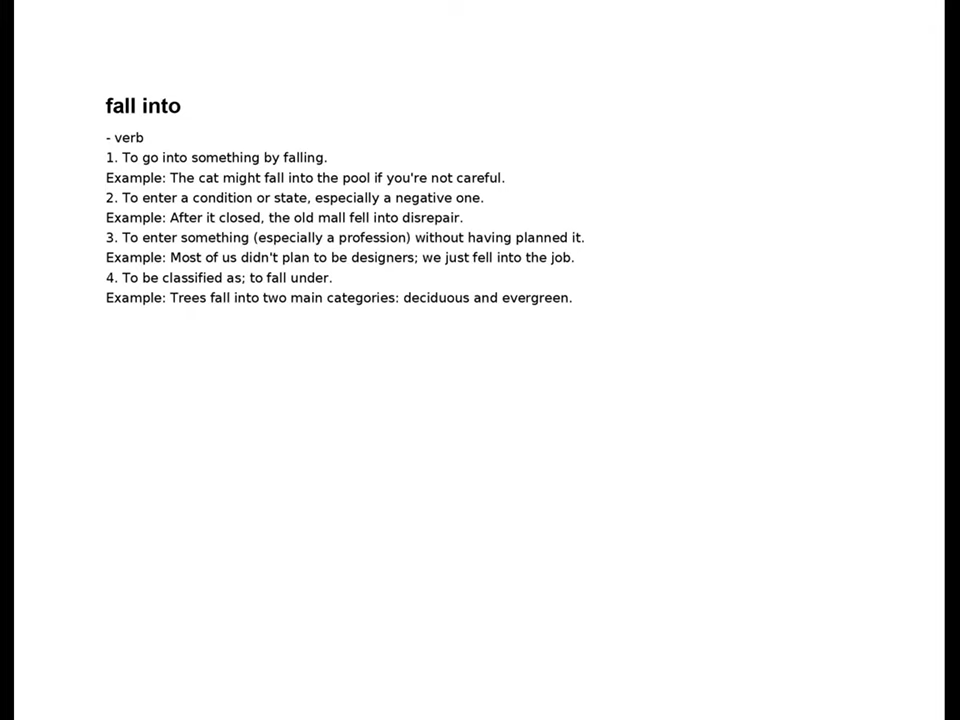 fall into
- verb
1. To go into something by falling.
Example: The cat might fall into the pool if you're not careful.
2. To enter a condition or state, especially a negative one.
Example: After it closed, the old mall fell into disrepair.
3. To enter something (especially a profession) without having planned it.
Example: Most of us didn't plan to be designers; we just fell into the job.
4. To be classified as; to fall under.
Example: Trees fall into two main categories: deciduous and evergreen.